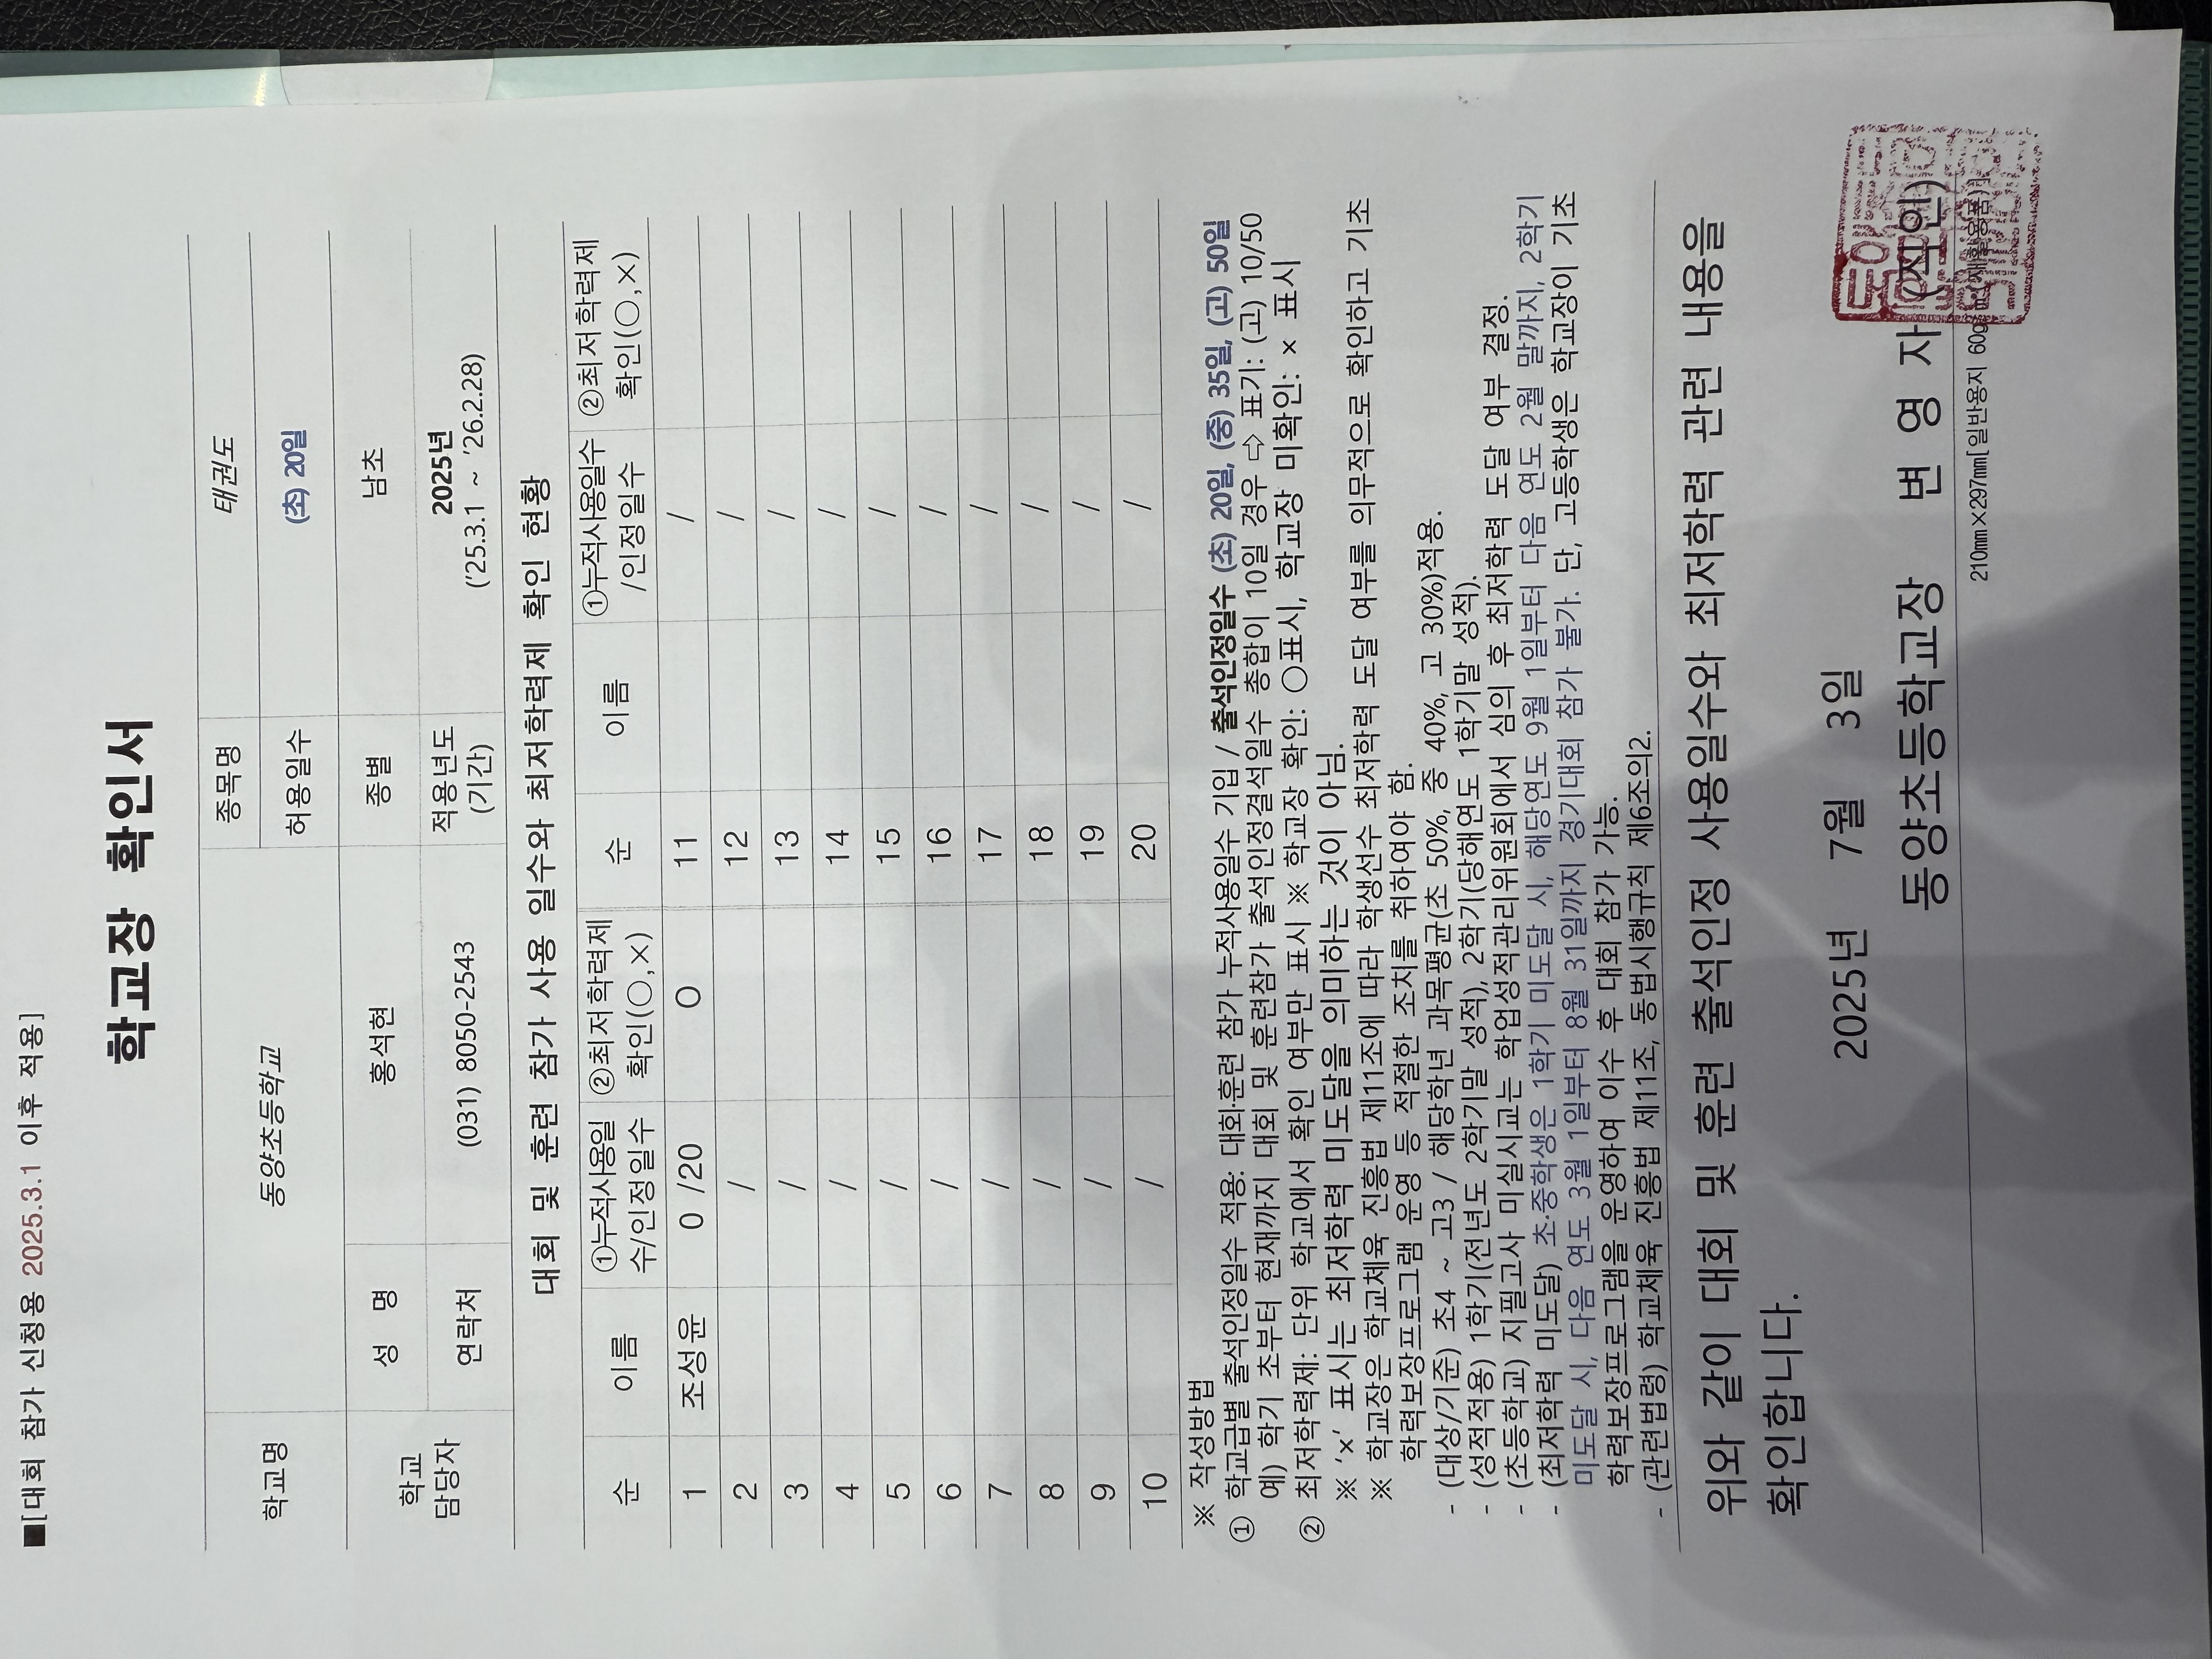 ■[대회 참가 신청용 2025.3.1 이후 적용]
학교장 확인서
학교명 동양초등학교 종목명 태권도
허용일수 (초) 20일
학교 담당자 성 명 홍석현 종별 남초
연락처 (031) 8050-2543 적용년도 (기간) 2025년 ('25.3.1 ~ '26.2.28)
대회 및 훈련 참가 사용 일수와 최저학력제 확인 현황
순 이름 ①누적사용일수/인정일수 ②최저학력제 확인(○,×) 순 이름 ①누적사용일수/인정일수 ②최저학력제 확인(○,×)
1 조성윤 0 /20 ○ 11 /
2 / 12 /
3 / 13 /
4 / 14 /
5 / 15 /
6 / 16 /
7 / 17 /
8 / 18 /
9 / 19 /
10 / 20 /
※ 작성방법
① 학교급별 출석인정일수 적용: 대회·훈련 참가 누적사용일수 기입 / 출석인정일수 (초) 20일, (중) 35일, (고) 50일
예) 학기 초부터 현재까지 대회 및 훈련참가 출석인정결석일수 총합이 10일 경우 ⇨ 표기: (고) 10/50
② 최저학력제: 단위 학교에서 확인 여부만 표시 ※ 학교장 확인: ○표시, 학교장 미확인: × 표시
※ '×' 표시는 최저학력 미도달을 의미하는 것이 아님.
※ 학교장은 학교체육 진흥법 제11조에 따라 학생선수 최저학력 도달 여부를 의무적으로 확인하고 기초
학력보장프로그램 운영 등 적절한 조치를 취하여야 함.
- (대상/기준) 초4 ~ 고3 / 해당학년 과목평균(초 50%, 중 40%, 고 30%)적용.
- (성적적용) 1학기(전년도 2학기말 성적), 2학기(당해연도 1학기말 성적).
- (초등학교) 지필고사 미실시교는 학업성적관리위원회에서 심의 후 최저학력 도달 여부 결정.
- (최저학력 미도달) 초·중학생은 1학기 미도달 시, 해당연도 9월 1일부터 다음 연도 2월 말까지, 2학기
미도달 시, 다음 연도 3월 1일부터 8월 31일까지 경기대회 참가 불가. 단, 고등학생은 학교장이 기초
학력보장프로그램을 운영하여 이수 후 대회 참가 가능.
- (관련법령) 학교체육 진흥법 제11조, 동법시행규칙 제6조의2.
위와 같이 대회 및 훈련 출석인정 사용일수와 최저학력 관련 내용을
확인합니다.
2025년 7월 3일
동양초등학교장 변 영 자 (직인)
210㎜×297㎜[일반용지 60g/㎡(재활용품)]